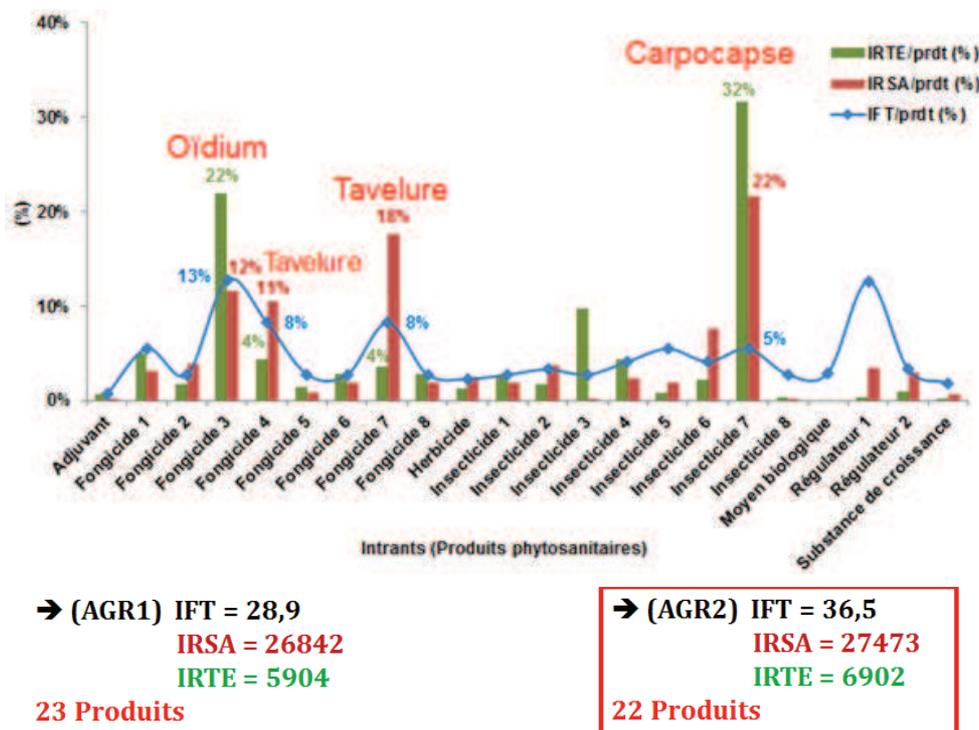 40%
30%
20%
10%
0%
(%)
Carpocapse
32%
22%
IRTE/prdt (%)
IRSA/prdt (%)
IFT/prdt (%)
Oïdium
22%
13%
12%
Tavelure
11%
8%
4%
Tavelure
18%
8%
4%
5%
Adjuvant
Fongicide 1
Fongicide 2
Fongicide 3
Fongicide 4
Fongicide 5
Fongicide 6
Fongicide 7
Fongicide 8
Herbicide
Insecticide 1
Insecticide 2
Insecticide 3
Insecticide 4
Insecticide 5
Insecticide 6
Insecticide 7
Insecticide 8
Moyen biologique
Régulateur 1
Régulateur 2
Substance de croissance
Intrants (Produits phytosanitaires)
➔ (AGR1) IFT = 28,9
IRSA = 26842
IRTE = 5904
23 Produits
➔ (AGR2) IFT = 36,5
IRSA = 27473
IRTE = 6902
22 Produits